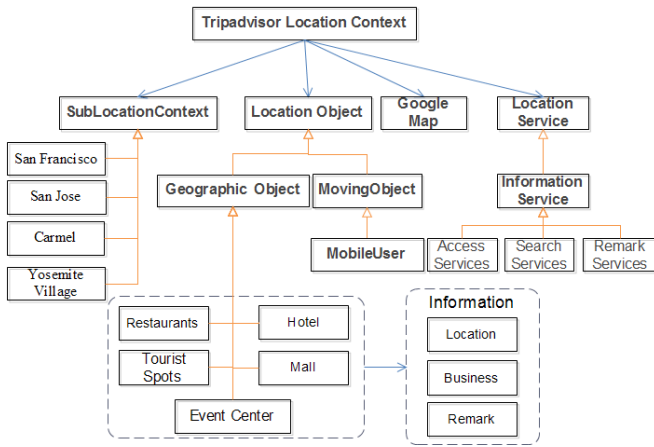 Tripadvisor Location Context
SubLocationContext
Location Object
Google
Map
Location
Service
San Francisco
San Jose
Carmel
Yosemite
Village
Geographic Object
MovingObject
Information
Service
MobileUser
Access
Services
Search
Services
Remark
Services
Restaurants
Hotel
Tourist
Spots
Mall
Event Center
Information
Location
Business
Remark